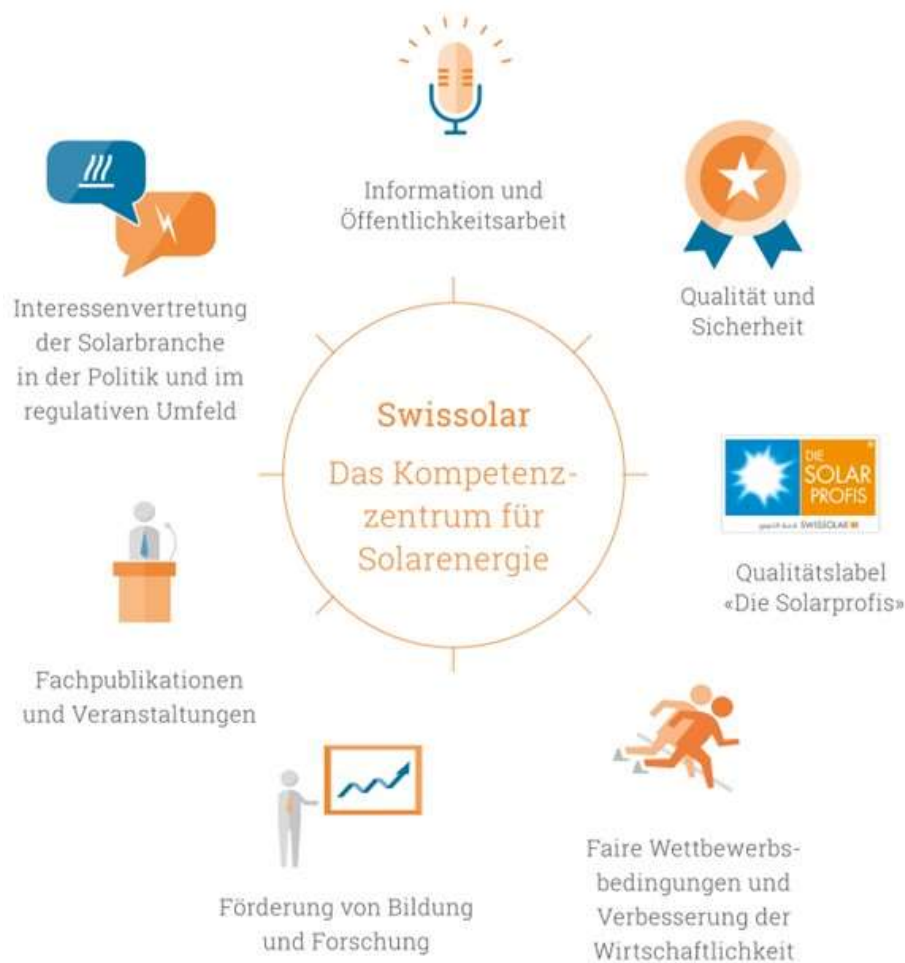 Information und
Öffentlichkeitsarbeit
Qualität und
Sicherheit
DIE
SOLAR
PROFIS
geprüft durch SWISSOLAR
Qualitätslabel
«Die Solarprofis»
Faire Wettbewerbs-
bedingungen und
Verbesserung der
Wirtschaftlichkeit
Förderung von Bildung
und Forschung
Fachpublikationen
und Veranstaltungen
Interessenvertretung
der Solarbranche
in der Politik und im
regulativen Umfeld
Swissolar
Das Kompetenz-
zentrum für
Solarenergie